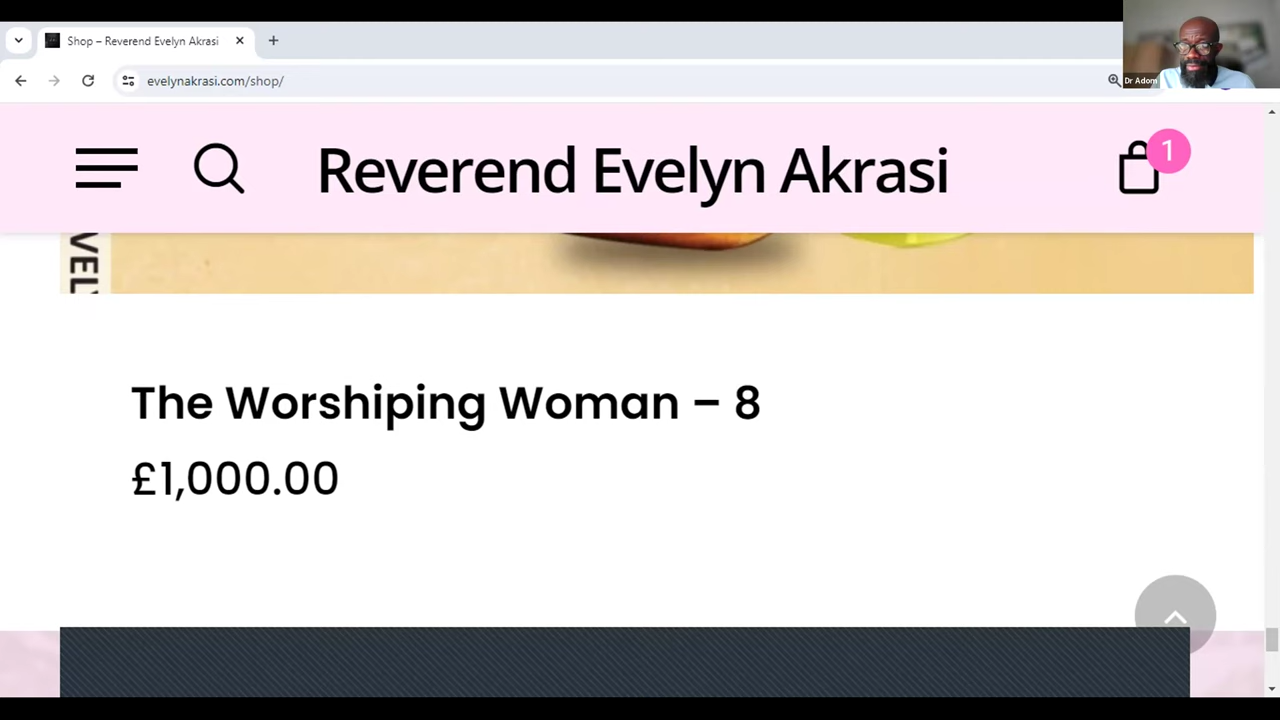 Shop – Reverend Evelyn Akrasi
evelynakrasi.com/shop/
Dr Adom
Reverend Evelyn Akrasi
1
VEL
The Worshiping Woman – 8
£1,000.00